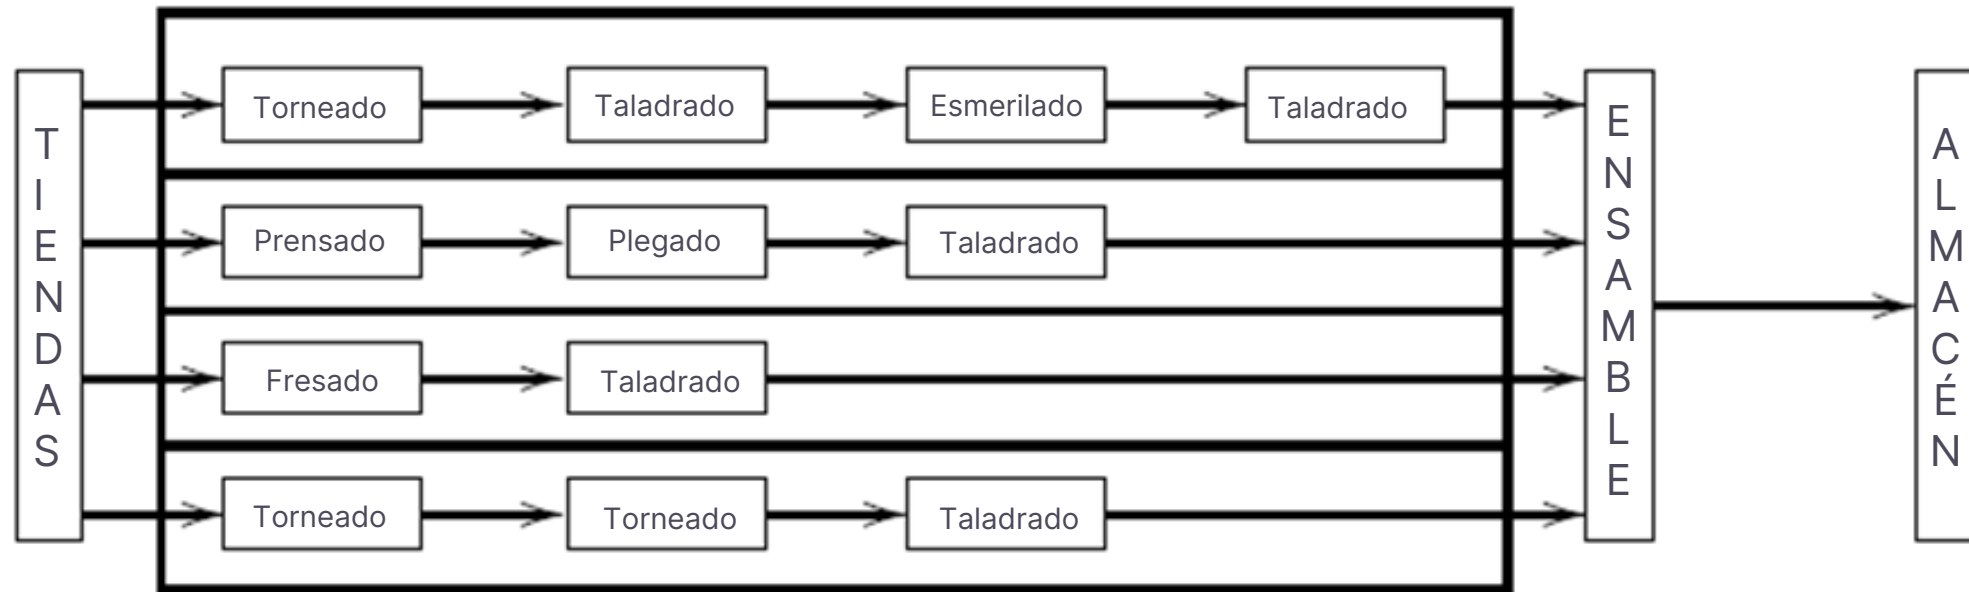 TIENDAS
Torneado
Taladrado
Esmerilado
Taladrado
Prensado
Plegado
Taladrado
Fresado
Taladrado
Torneado
Torneado
Taladrado
ENSAMBLE
ALMACÉN